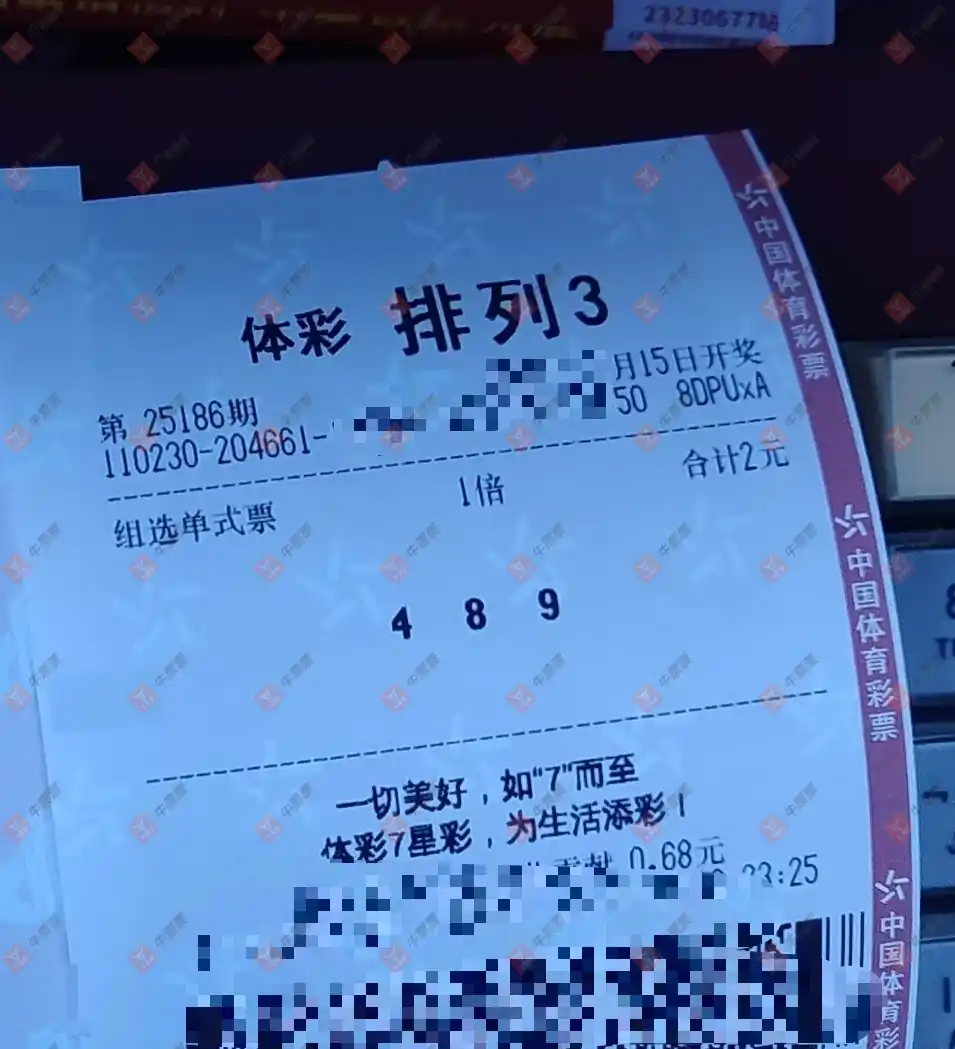 体彩 排列3
第 25186期
月15日开奖
110230-204661-
50 8DPUxA
组选单式票
1倍
合计2元
4 8 9
一切美好，如“7”而至
体彩7星彩，为生活添彩！
贡献 0.68元
23:25
中国体育彩票
中国体育彩票
中国体育彩